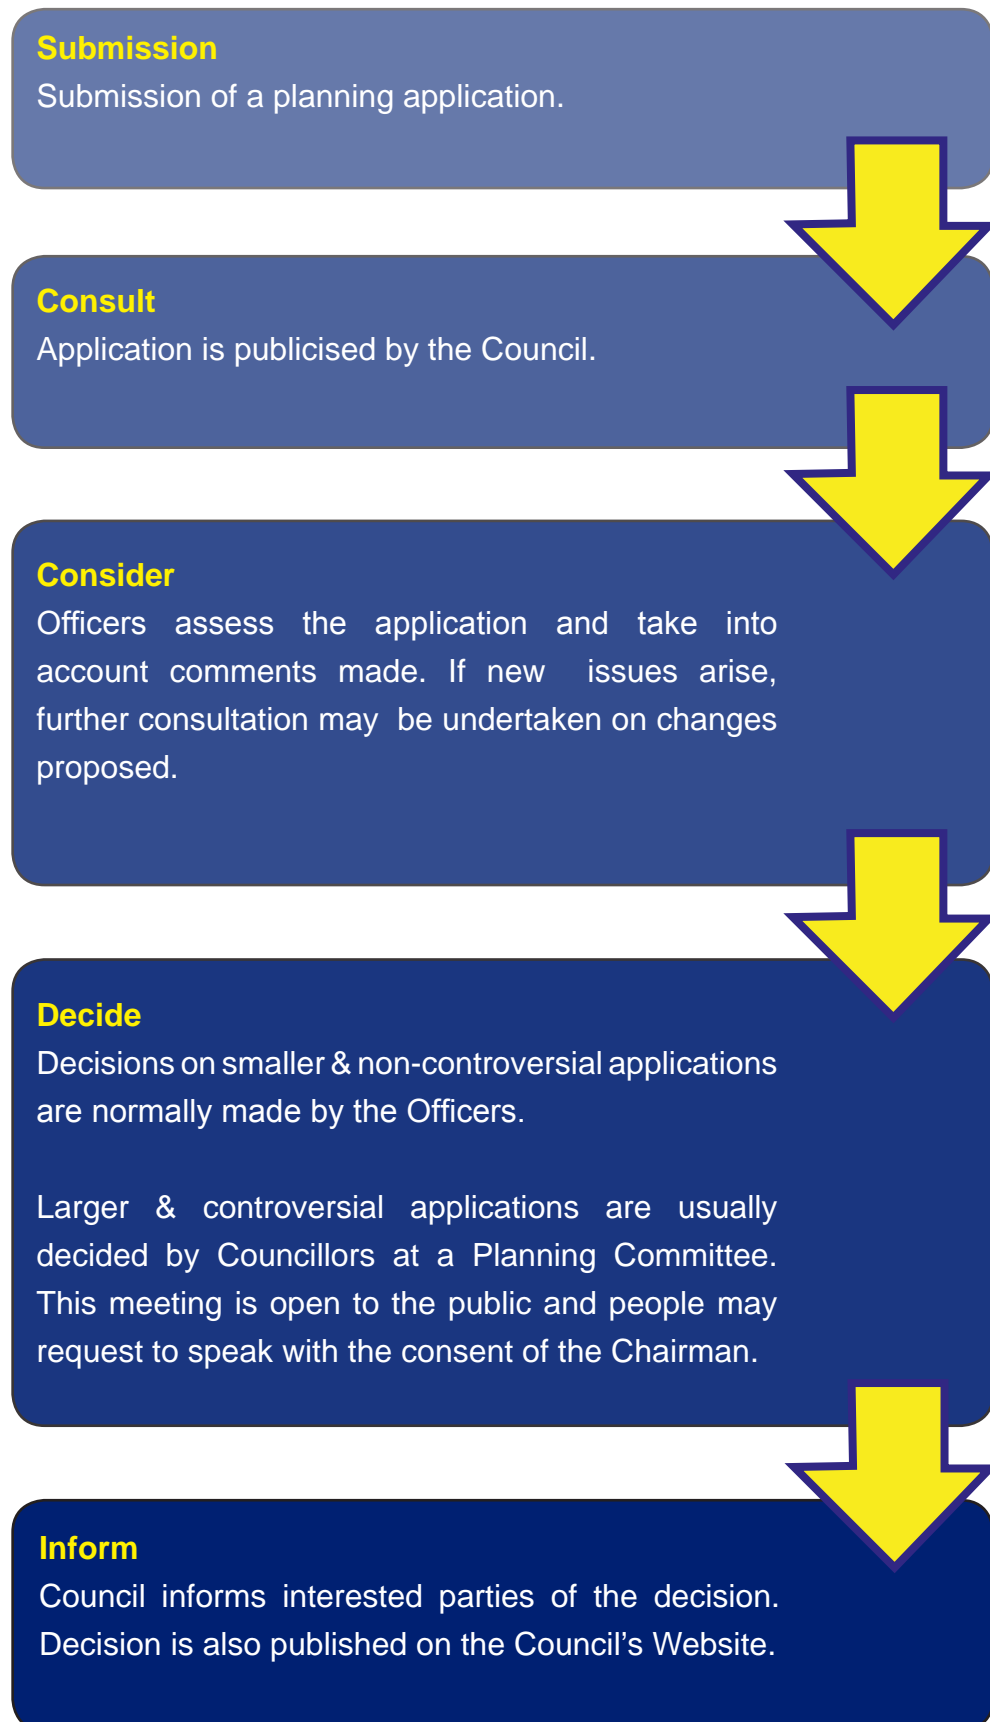 Submission
Submission of a planning application.
Consult
Application is publicised by the Council.
Consider
Officers assess the application and take into
account comments made. If new issues arise,
further consultation may be undertaken on changes
proposed.
Decide
Decisions on smaller & non-controversial applications
are normally made by the Officers.
Larger & controversial applications are usually
decided by Councillors at a Planning Committee.
This meeting is open to the public and people may
request to speak with the consent of the Chairman.
Inform
Council informs interested parties of the decision.
Decision is also published on the Council’s Website.